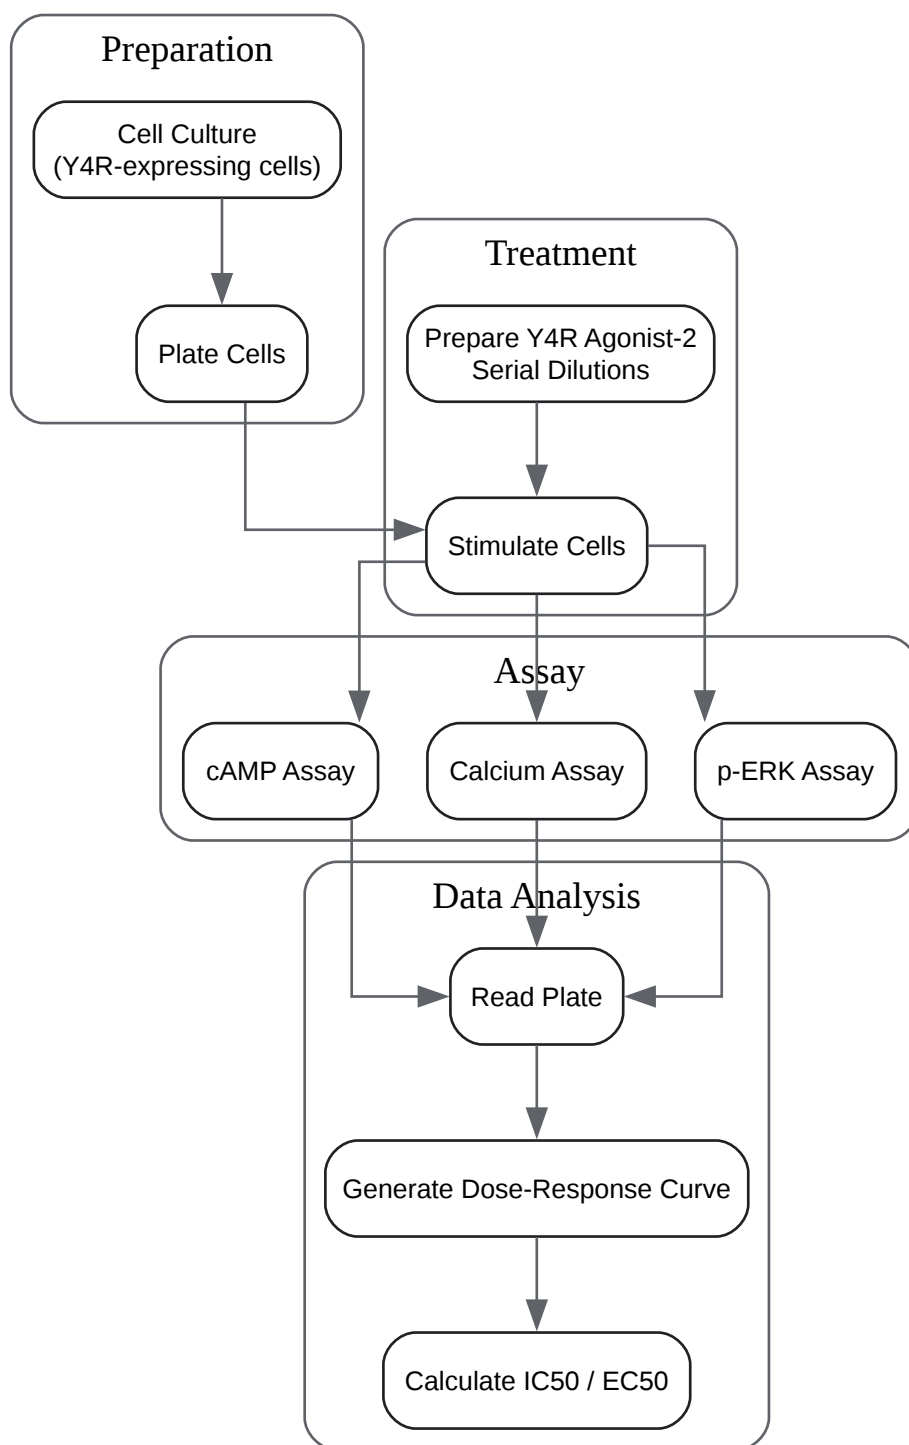 Preparation
Cell Culture
(Y4R-expressing cells)
Plate Cells
Treatment
Prepare Y4R Agonist-2
Serial Dilutions
Stimulate Cells
Assay
cAMP Assay
Calcium Assay
p-ERK Assay
Data Analysis
Read Plate
Generate Dose-Response Curve
Calculate IC50 / EC50